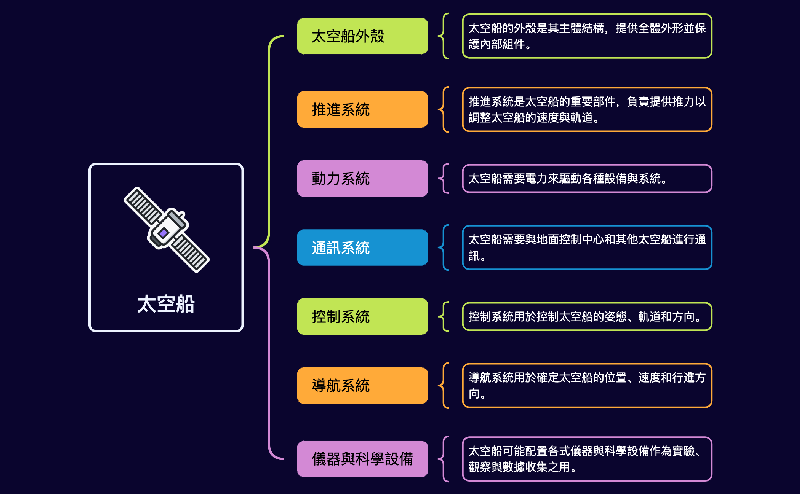 太空船
太空船外殼
太空船的外殼是其主體結構，提供全體外形並保
護內部組件。
推進系統
推進系統是太空船的重要部件，負責提供推力以
調整太空船的速度與軌道。
動力系統
太空船需要電力來驅動各種設備與系統。
通訊系統
太空船需要與地面控制中心和其他太空船進行通
訊。
控制系統
控制系統用於控制太空船的姿態、軌道和方向。
導航系統
導航系統用於確定太空船的位置、速度和行進方
向。
儀器與科學設備
太空船可能配置各式儀器與科學設備作為實驗、
觀察與數據收集之用。